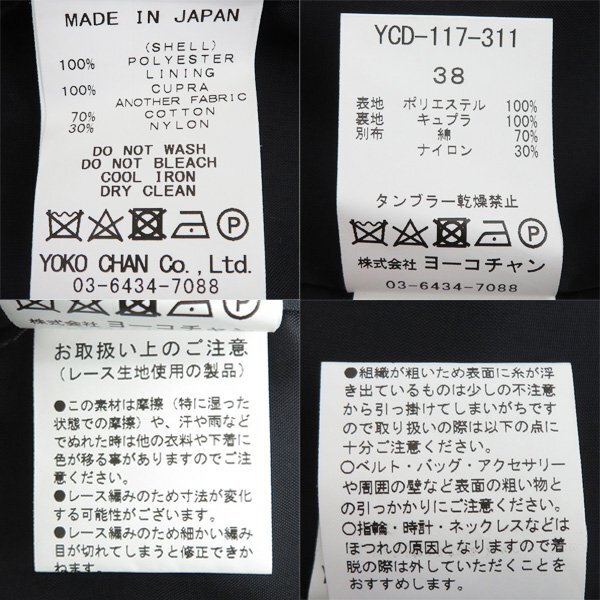 MADE IN JAPAN
(SHELL)
100% POLYESTER
LINING
100% CUPRA
ANOTHER FABRIC
70% COTTON
30% NYLON
DO NOT WASH
DO NOT BLEACH
COOL IRON
DRY CLEAN
P
YOKO CHAN Co.,Ltd.
03-6434-7088
YCD-117-311
38
表地 ポリエステル 100%
裏地 キュプラ 100%
別布 綿 70%
ナイロン 30%
タンブラー乾燥禁止
P
株式会社 ヨーコチャン
03-6434-7088
株式会社 ヨーコチャン
お取扱い上のご注意
(レース生地使用の製品)
●この素材は摩擦(特に湿った
状態での摩擦)や、汗や雨など
でぬれた時は他の衣料や下着に
色が移る事がありますのでご注
意ください。
●レース編みのため寸法が変化
する可能性がございます。
●レース編みのため細かい編み
目が切れてしまうと修正できか
ねます。
●組織が粗いため表面に糸が浮
き出ているものは少しの不注意
から引っ掛けてしまいがちです
ので取り扱いの際は以下の点に
十分ご注意ください。
○ベルト・バッグ・アクセサリー
や周囲の壁など表面の粗い物と
の引っかかりにご注意ください。
○指輪・時計・ネックレスなどは
ほつれの原因となりますので着
脱の際は外していただくことを
おすすめします。